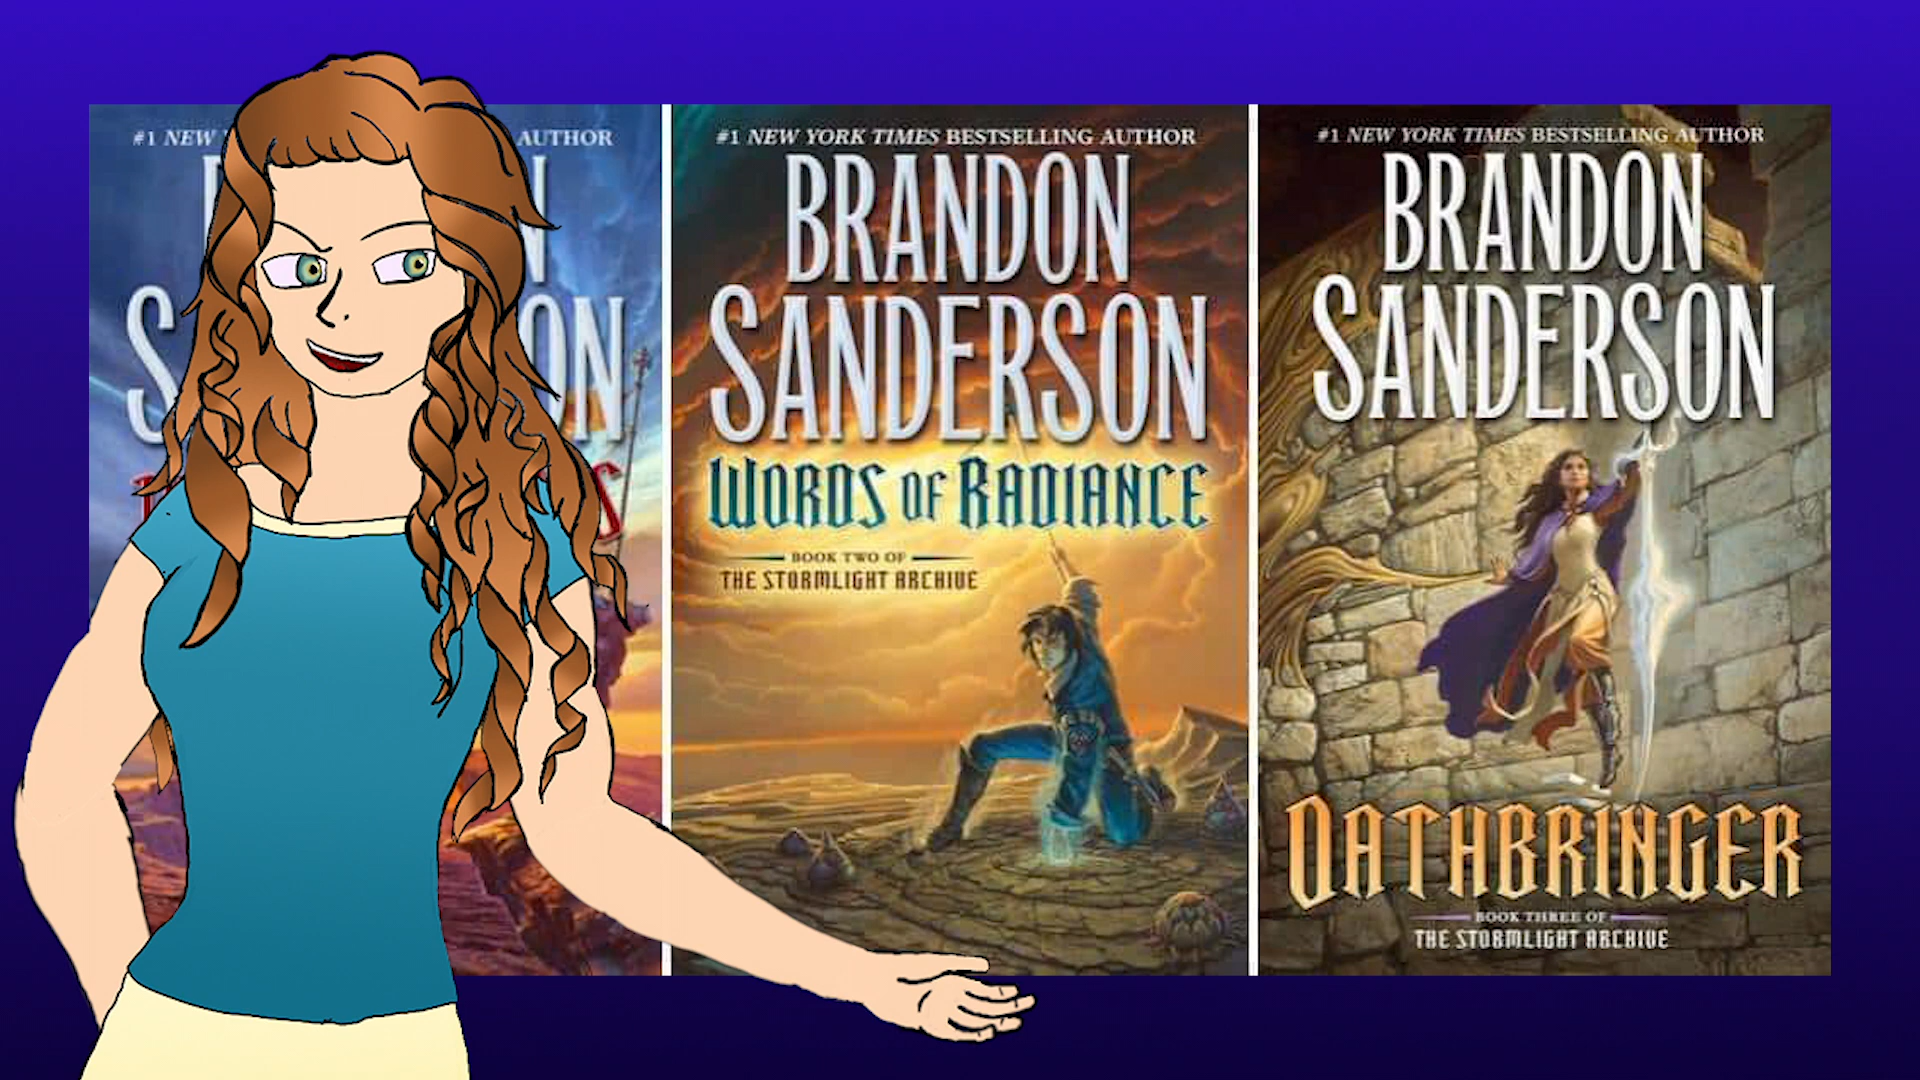 #1 NEW
AUTHOR
S
ON
S
#1 NEW YORK TIMES BESTSELLING AUTHOR
BRANDON
SANDERSON
WORDS OF RADIANCE
BOOK TWO OF
THE STORMLIGHT ARCHIVE
#1 NEW YORK TIMES BESTSELLING AUTHOR
BRANDON
SANDERSON
OATHBRINGER
BOOK THREE OF
THE STORMLIGHT ARCHIVE